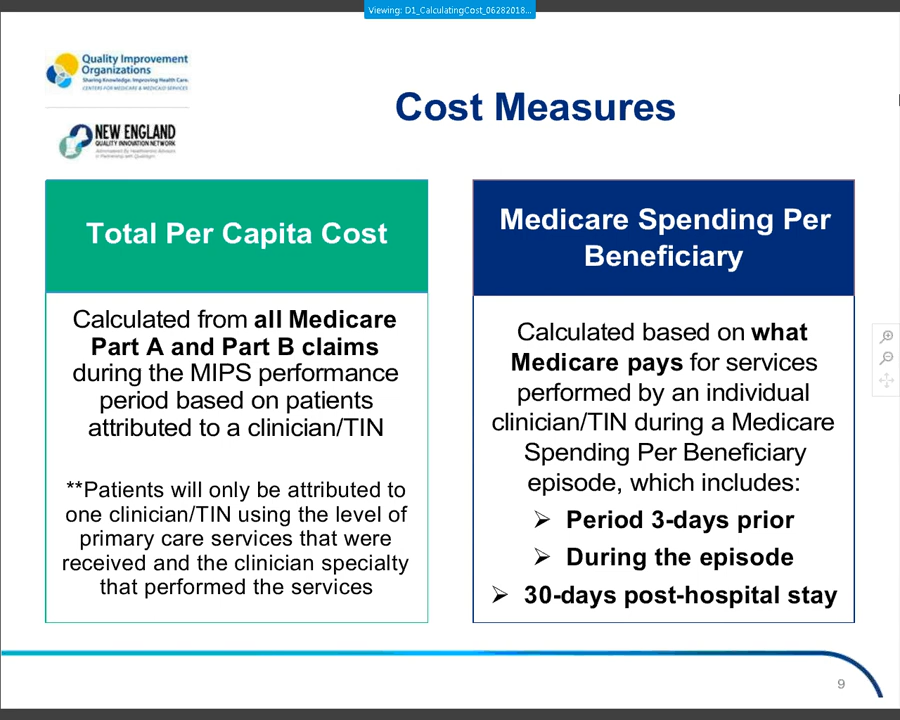 Viewing: D1_CalculatingCost_06282018...
Quality Improvement
Organizations
Sharing Knowledge. Improving Health Care.
CENTERS FOR MEDICARE & MEDICAID SERVICES
NEW ENGLAND
QUALITY INNOVATION NETWORK
Cost Measures
Total Per Capita Cost
Calculated from all Medicare
Part A and Part B claims
during the MIPS performance
period based on patients
attributed to a clinician/TIN
**Patients will only be attributed to
one clinician/TIN using the level of
primary care services that were
received and the clinician specialty
that performed the services
Medicare Spending Per
Beneficiary
Calculated based on what
Medicare pays for services
performed by an individual
clinician/TIN during a Medicare
Spending Per Beneficiary
episode, which includes:
➢ Period 3-days prior
➢ During the episode
➢ 30-days post-hospital stay
9